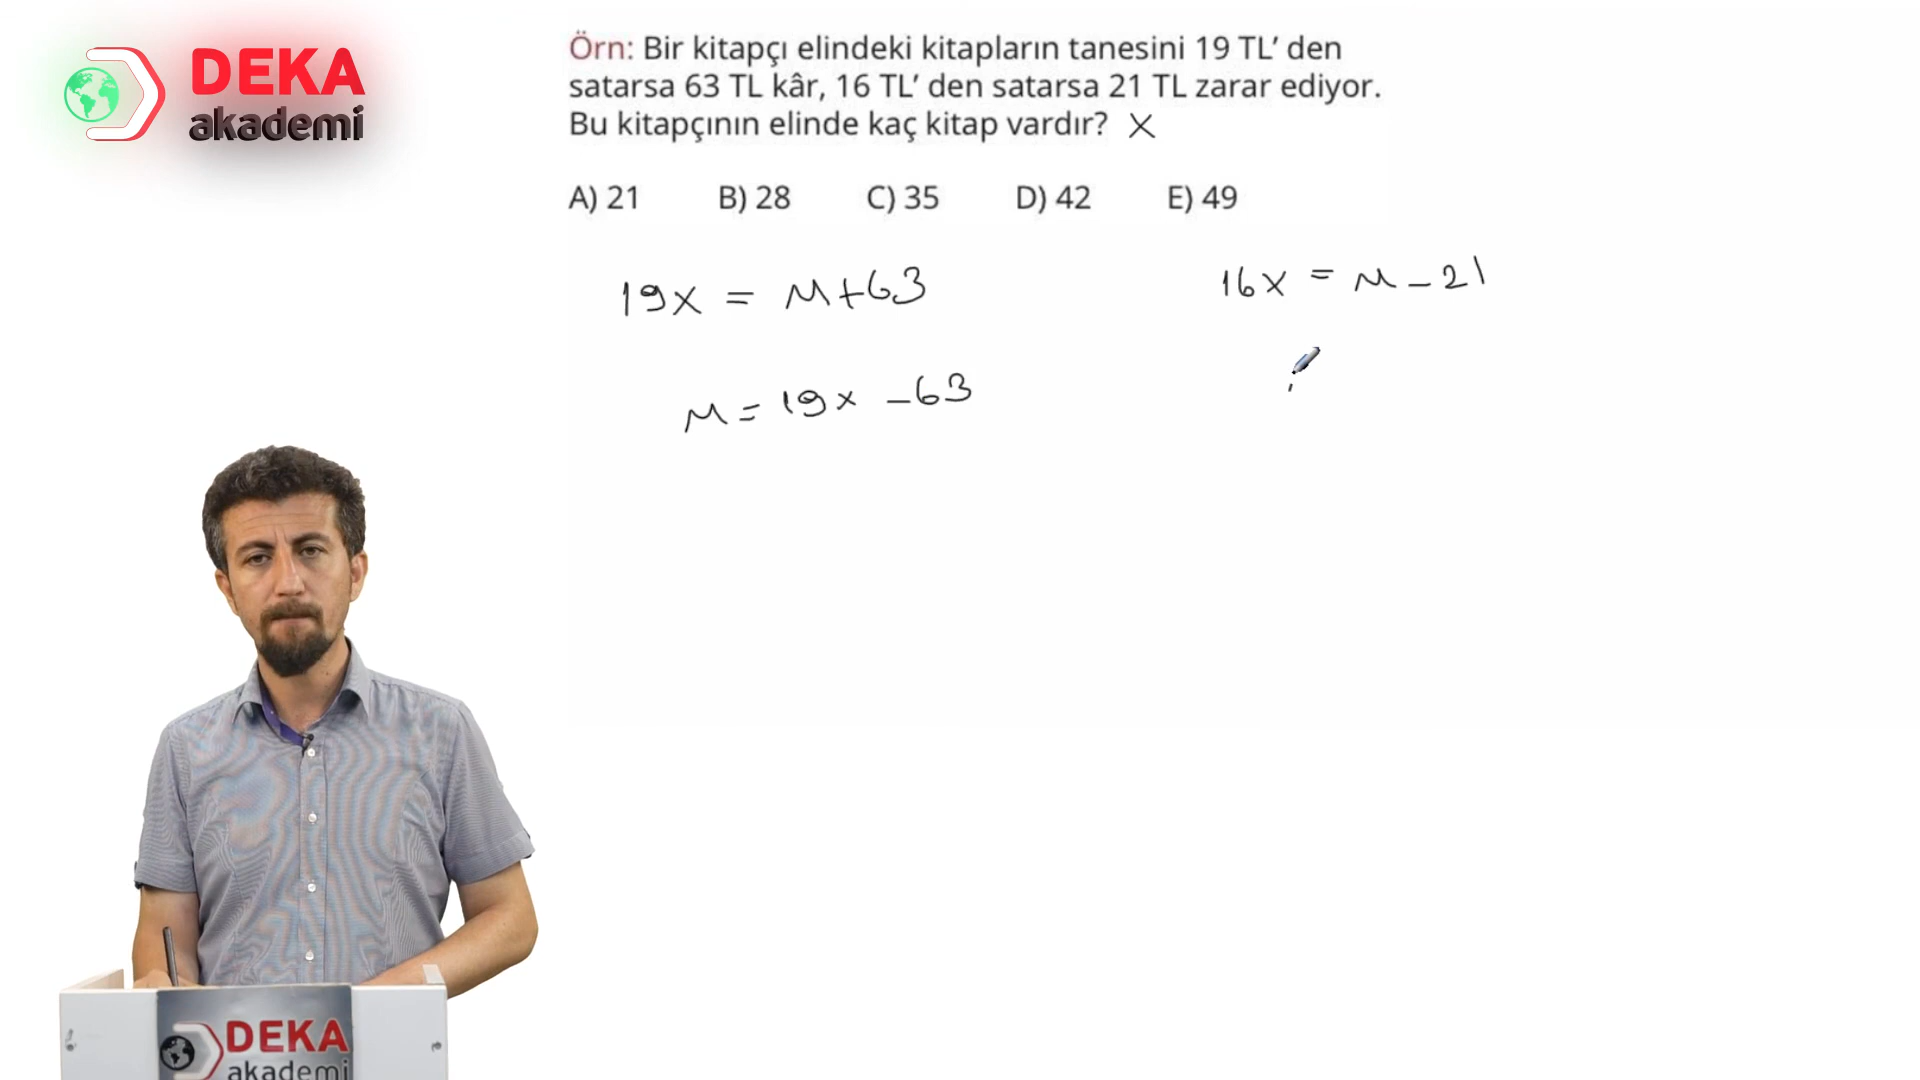 DEKA
akademi
Örn: Bir kitapçı elindeki kitapların tanesini 19 TL’ den
satarsa 63 TL kâr, 16 TL’ den satarsa 21 TL zarar ediyor.
Bu kitapçının elinde kaç kitap vardır? X
A) 21 B) 28 C) 35 D) 42 E) 49
19x = M+63
16x = M-21
M = 19x -63
DEKA
akademi